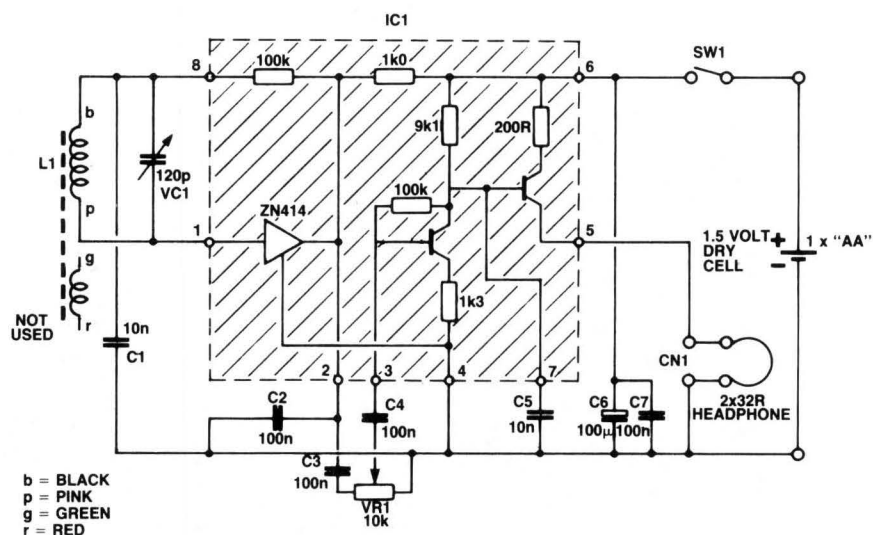 IC1
8
100k
1k0
6
SW1
b
L1
120p
VC1
9k1
200R
p
ZN414
100k
1
5
1.5 VOLT
DRY
CELL
+
-
1 x "AA"
g
NOT
USED
r
10n
C1
1k3
2
3
4
7
CN1
2x32R
HEADPHONE
C2
100n
C4
100n
C5
10n
C6
100µ
C7
100n
C3
100n
VR1
10k
b = BLACK
p = PINK
g = GREEN
r = RED